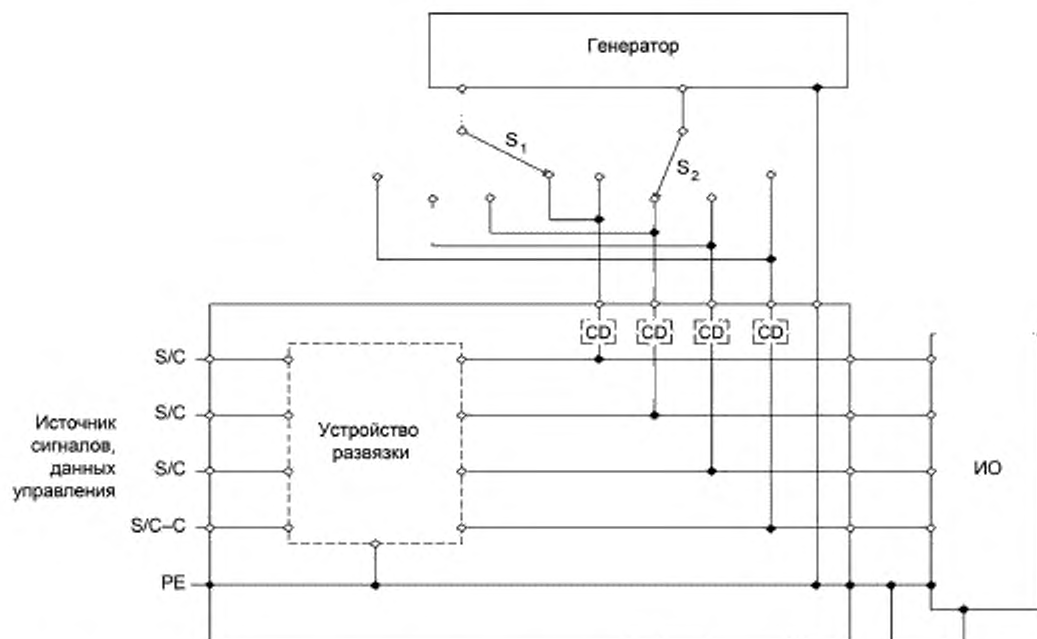 Генератор
S1
S2
CD CD CD CD
S/C
S/C
S/C
S/C–C
PE
Источник
сигналов,
данных
управления
Устройство
развязки
ИО